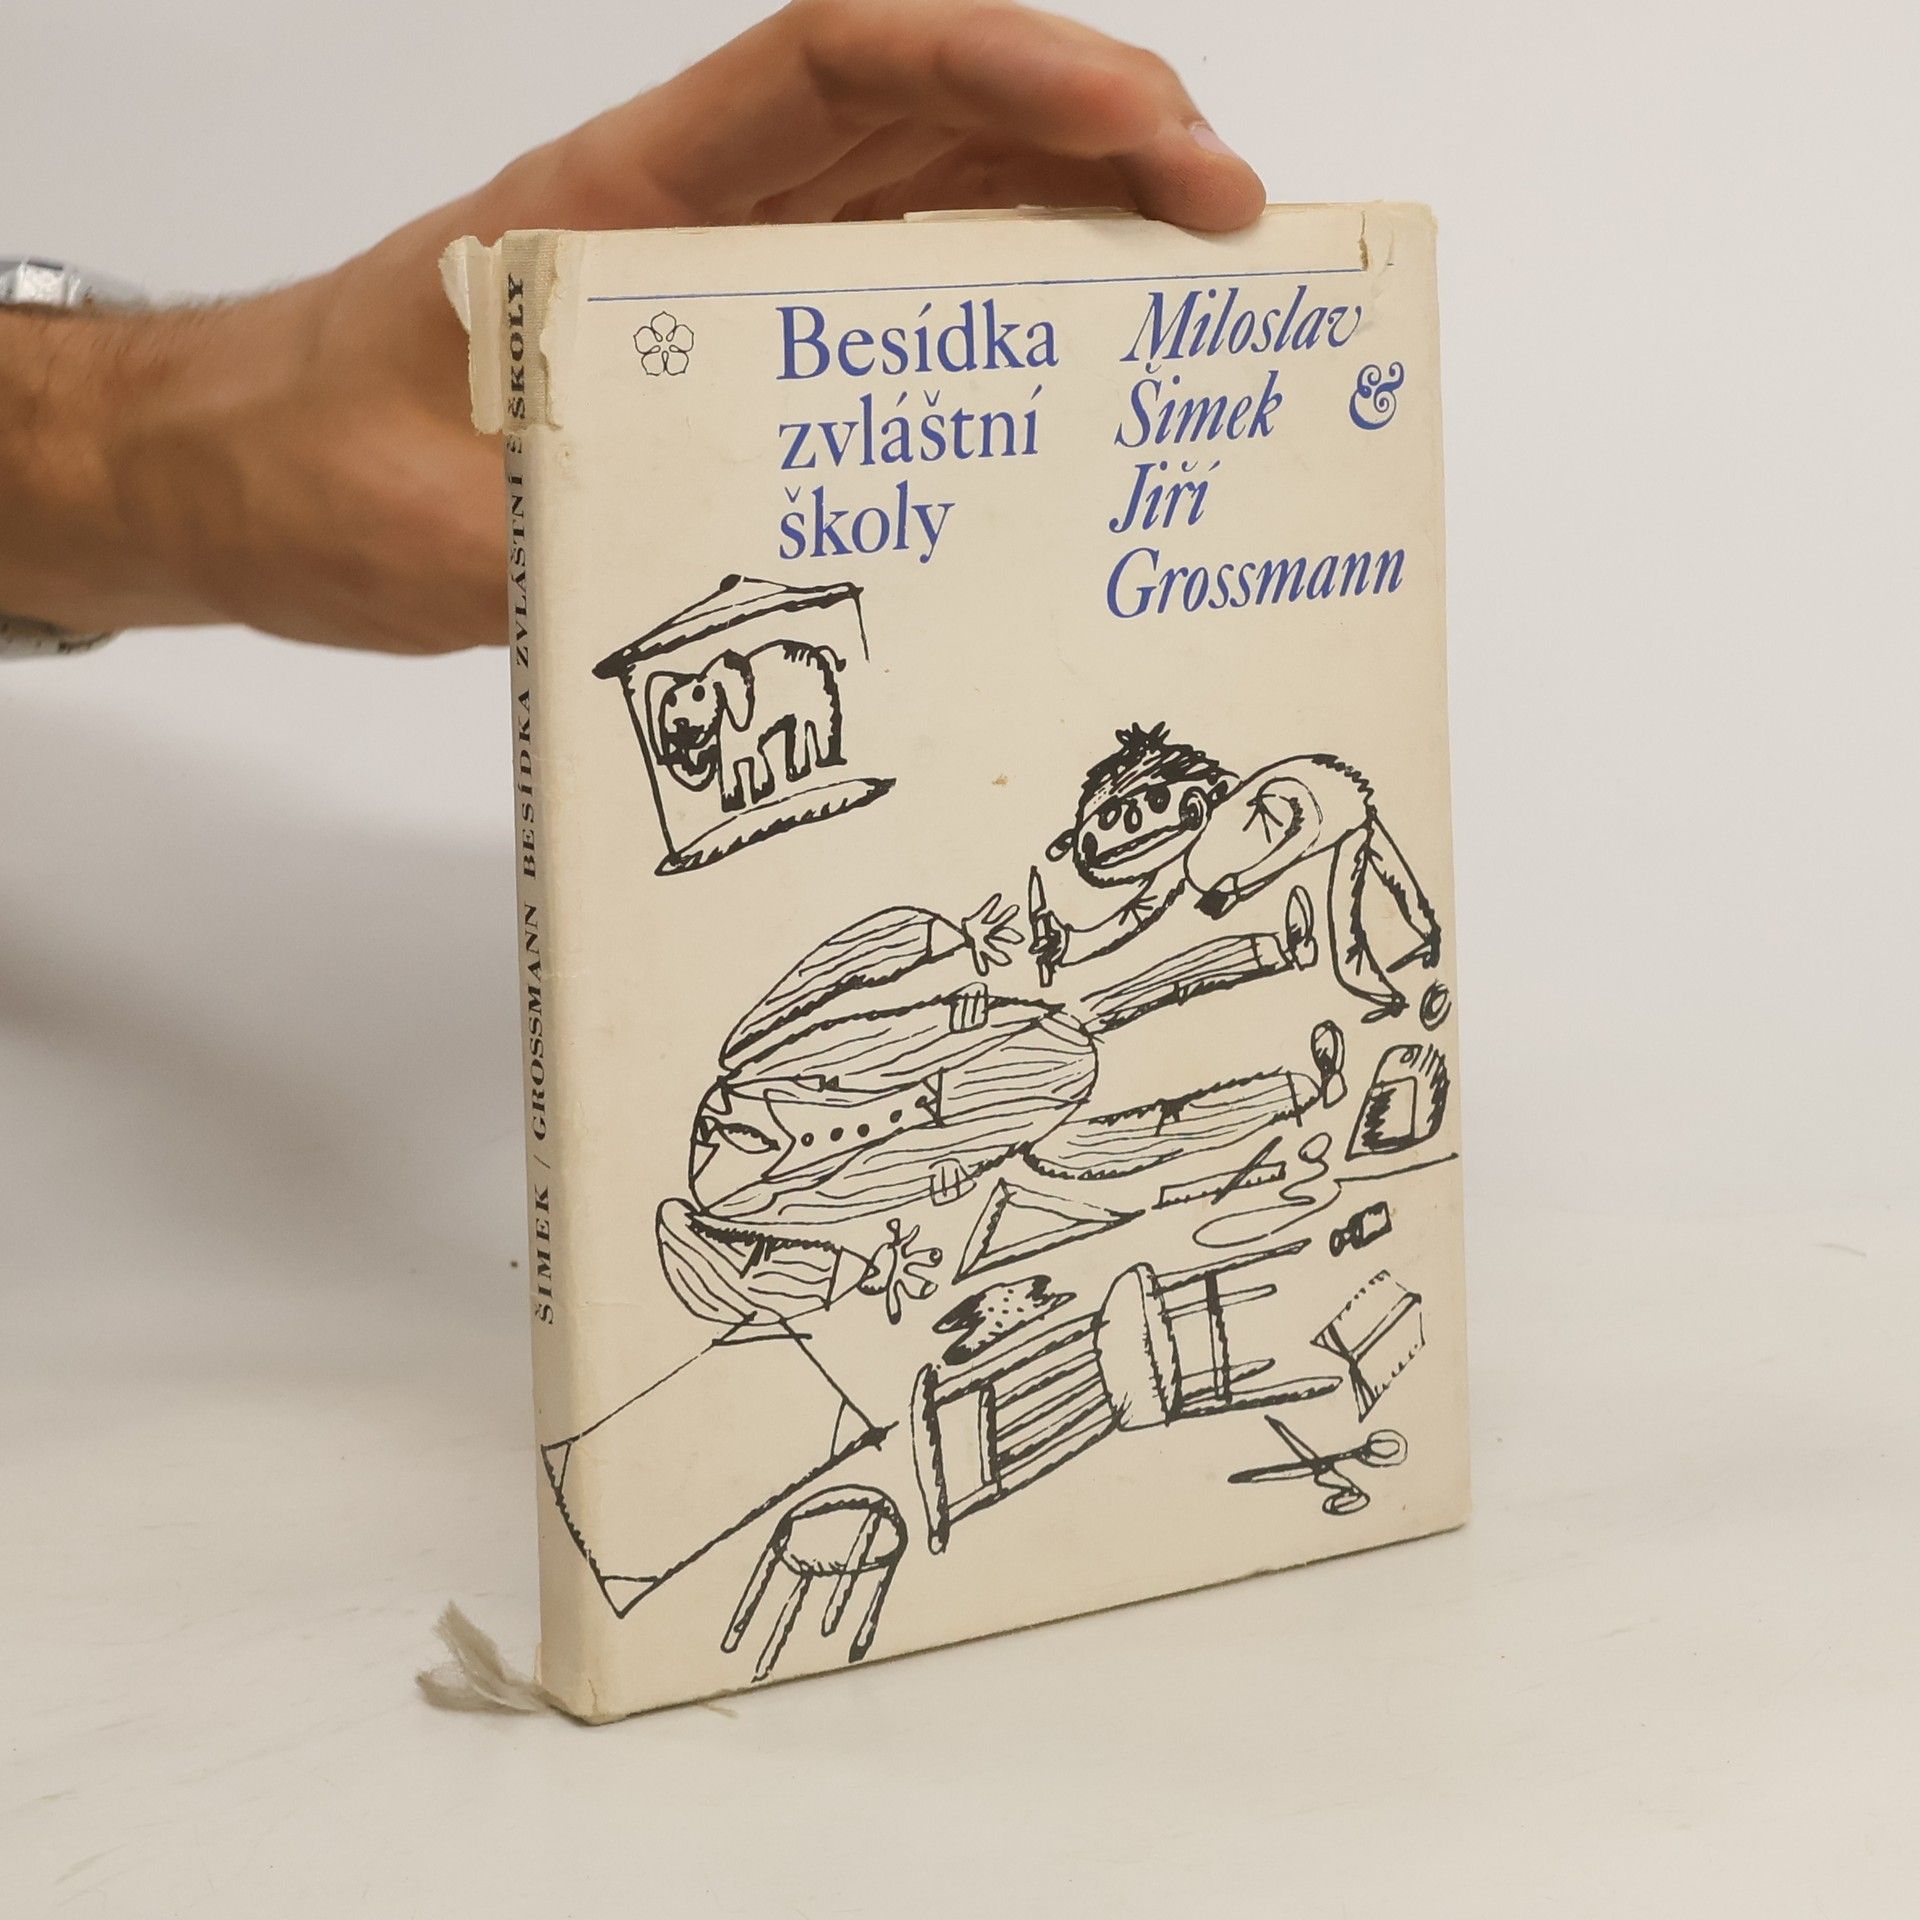 Besídka
zvláštní
školy
Miloslav
Šimek &
Jiří
Grossmann
ŠIMEK / GROSSMANN BESÍDKA ZVLÁŠTNÍ ŠKOLY